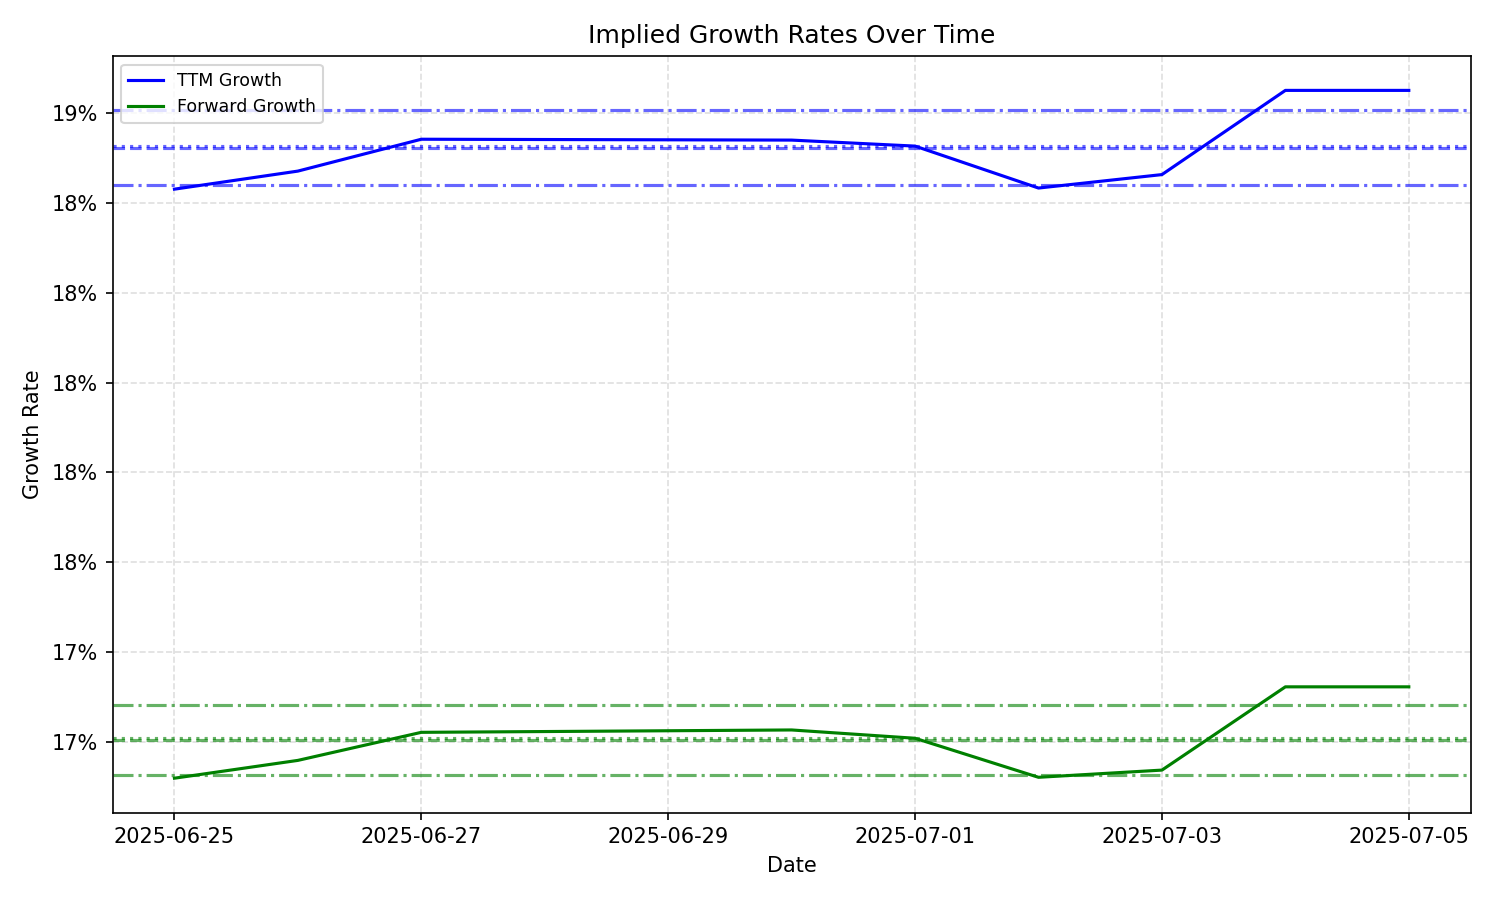 Implied Growth Rates Over Time
TTM Growth
Forward Growth
19%
18%
18%
18%
18%
18%
17%
17%
Growth Rate
2025-06-25
2025-06-27
2025-06-29
2025-07-01
2025-07-03
2025-07-05
Date